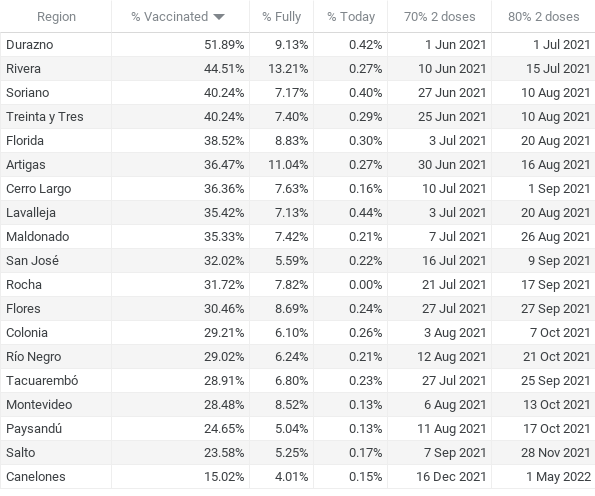 Region % Vaccinated % Fully % Today 70% 2 doses 80% 2 doses
Durazno 51.89% 9.13% 0.42% 1 Jun 2021 1 Jul 2021
Rivera 44.51% 13.21% 0.27% 10 Jun 2021 15 Jul 2021
Soriano 40.24% 7.17% 0.40% 27 Jun 2021 10 Aug 2021
Treinta y Tres 40.24% 7.40% 0.29% 25 Jun 2021 10 Aug 2021
Florida 38.52% 8.83% 0.30% 3 Jul 2021 20 Aug 2021
Artigas 36.47% 11.04% 0.27% 30 Jun 2021 16 Aug 2021
Cerro Largo 36.36% 7.63% 0.16% 10 Jul 2021 1 Sep 2021
Lavalleja 35.42% 7.13% 0.44% 3 Jul 2021 20 Aug 2021
Maldonado 35.33% 7.42% 0.21% 7 Jul 2021 26 Aug 2021
San José 32.02% 5.59% 0.22% 16 Jul 2021 9 Sep 2021
Rocha 31.72% 7.82% 0.00% 21 Jul 2021 17 Sep 2021
Flores 30.46% 8.69% 0.24% 27 Jul 2021 27 Sep 2021
Colonia 29.21% 6.10% 0.26% 3 Aug 2021 7 Oct 2021
Río Negro 29.02% 6.24% 0.21% 12 Aug 2021 21 Oct 2021
Tacuarembó 28.91% 6.80% 0.23% 27 Jul 2021 25 Sep 2021
Montevideo 28.48% 8.52% 0.13% 6 Aug 2021 13 Oct 2021
Paysandú 24.65% 5.04% 0.13% 11 Aug 2021 17 Oct 2021
Salto 23.58% 5.25% 0.17% 7 Sep 2021 28 Nov 2021
Canelones 15.02% 4.01% 0.15% 16 Dec 2021 1 May 2022